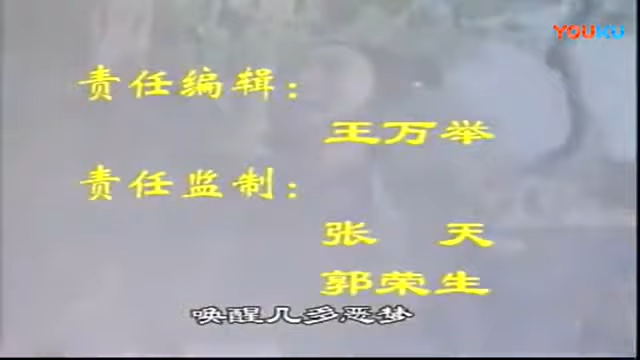 YOUKU
责任编辑：
王万举
责任监制：
张 天
郭荣生
唤醒几多恶梦